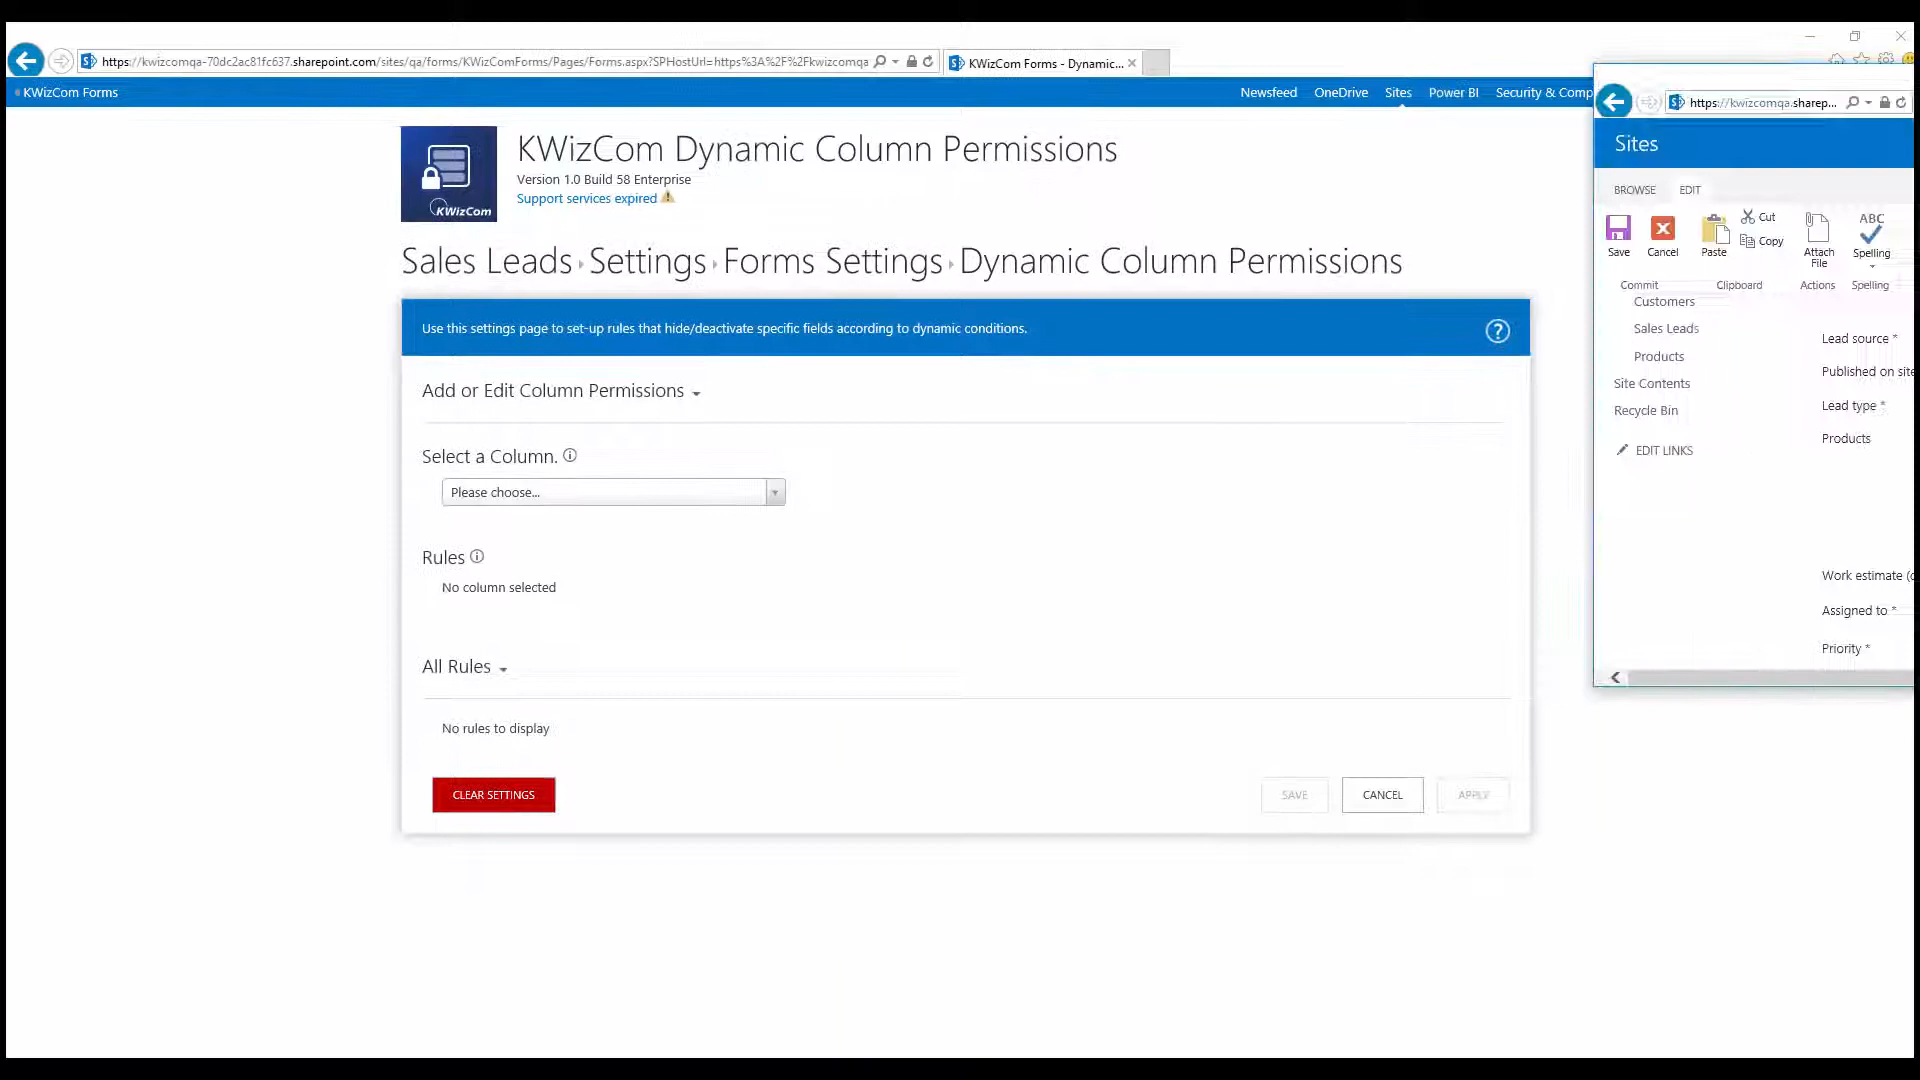 https://kwizcomqa-70dc2ac81fc637.sharepoint.com/sites/qa/forms/KWizComForms/Pages/Forms.aspx?SPHostUrl=https%3A%2F%2Fkwizcomqa
KWizCom Forms - Dynamic...
KWizCom Forms
Newsfeed
OneDrive
Sites
Power BI
Security & Comp
KWizCom
KWizCom Dynamic Column Permissions
Version 1.0 Build 58 Enterprise
Support services expired
Sales Leads Settings Forms Settings Dynamic Column Permissions
Use this settings page to set-up rules that hide/deactivate specific fields according to dynamic conditions.
?
Add or Edit Column Permissions
Select a Column.
Please choose...
Rules
No column selected
All Rules
No rules to display
CLEAR SETTINGS
SAVE
CANCEL
APPLY
https://kwizcomqa.sharep...
Sites
BROWSE
EDIT
Save
Cancel
Paste
Cut
Copy
Attach File
ABC
Spelling
Commit
Clipboard
Actions
Spelling
Customers
Sales Leads
Products
Site Contents
Recycle Bin
EDIT LINKS
Lead source *
Published on site
Lead type *
Products
Work estimate (
Assigned to *
Priority *